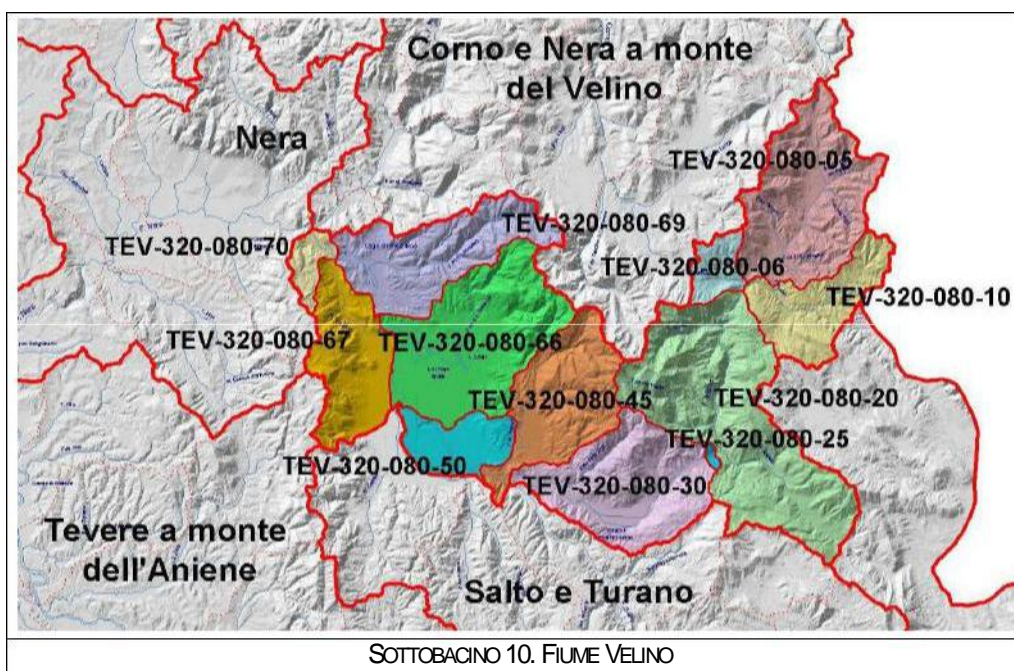 Corno e Nera a monte
del Velino
Nera
TEV-320-080-05
TEV-320-080-69
TEV-320-080-70
TEV-320-080-06
TEV-320-080-10
TEV-320-080-67
TEV-320-080-66
TEV-320-080-45
TEV-320-080-20
TEV-320-080-25
TEV-320-080-50
TEV-320-080-30
Tevere a monte
dell'Aniene
Salto e Turano
SOTTOBACINO 10. FIUME VELINO